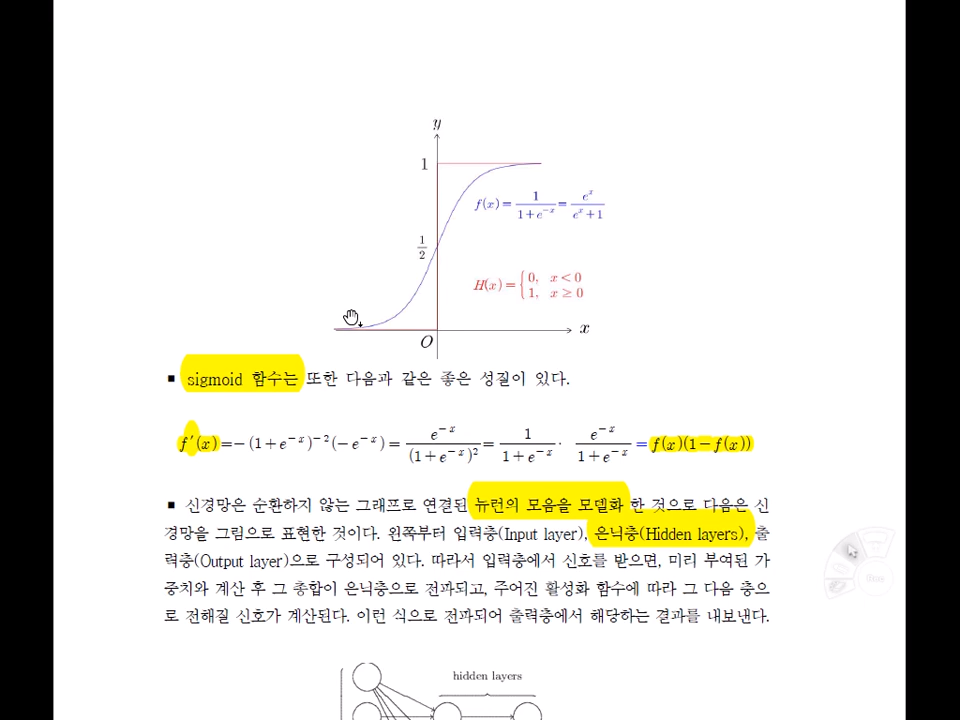 y
1
f(x) = 1/(1+e^{-x}) = e^x/(e^x+1)
1/2
H(x) = { 0, x < 0
1, x ≥ 0
x
O
■ sigmoid 함수는 또한 다음과 같은 좋은 성질이 있다.
f′(x) = −(1+e^{−x})^{−2}(−e^{−x}) = e^{−x}/(1+e^{−x})^2 = 1/(1+e^{−x}) · e^{−x}/(1+e^{−x}) = f(x)(1−f(x))
■ 신경망은 순환하지 않는 그래프로 연결된 뉴런의 모음을 모델화 한 것으로 다음은 신
경망을 그림으로 표현한 것이다. 왼쪽부터 입력층(Input layer), 은닉층(Hidden layers), 출
력층(Output layer)으로 구성되어 있다. 따라서 입력층에서 신호를 받으면, 미리 부여된 가
중치와 계산 후 그 총합이 은닉층으로 전파되고, 주어진 활성화 함수에 따라 그 다음 층으
로 전해질 신호가 계산된다. 이런 식으로 전파되어 출력층에서 해당하는 결과를 내보낸다.
hidden layers